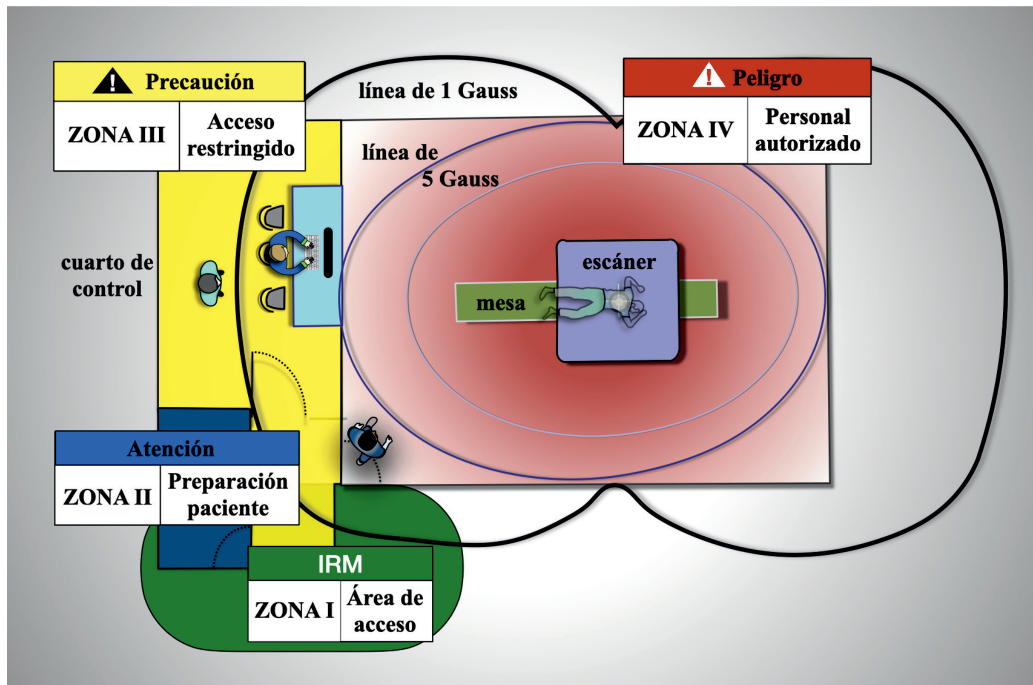 Precaución
ZONA III
Acceso
restringido
línea de 1 Gauss
Peligro
ZONA IV
Personal
autorizado
línea de
5 Gauss
cuarto de
control
escáner
mesa
Atención
ZONA II
Preparación
paciente
IRM
ZONA I
Área de
acceso